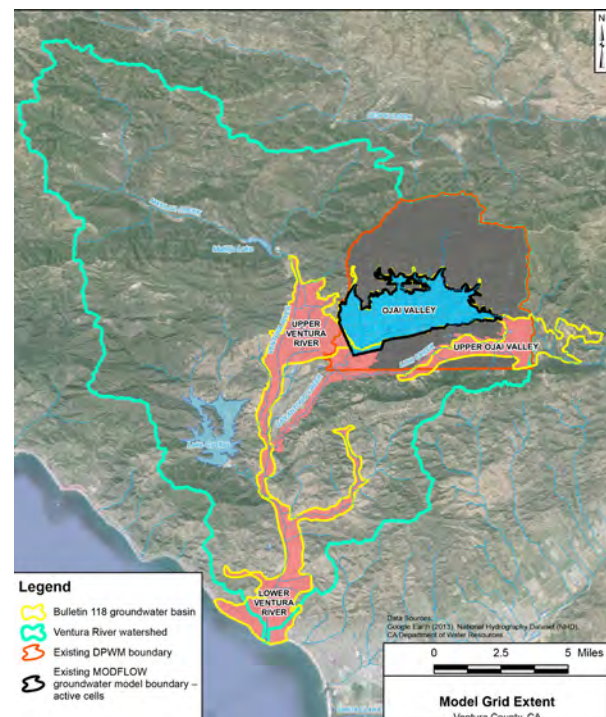 N
Matilija Lake
OJAI VALLEY
UPPER
VENTURA
RIVER
UPPER OJAI VALLEY
LOWER
VENTURA
RIVER
Legend
Bulletin 118 groundwater basin
Ventura River watershed
Existing DPWM boundary
Existing MODFLOW
groundwater model boundary –
active cells
Data Sources:
Google Earth (2013), National Hydrography Dataset (NHD),
CA Department of Water Resources
0 2 5 Miles
Model Grid Extent
Ventura County, CA